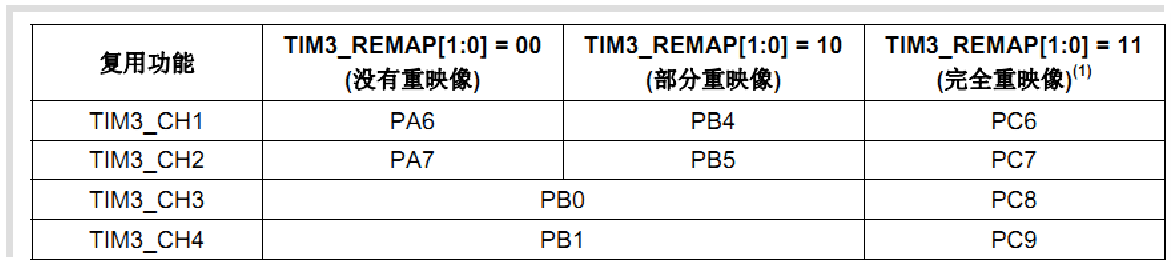 复用功能
TIM3_REMAP[1:0] = 00
(没有重映像)
TIM3_REMAP[1:0] = 10
(部分重映像)
TIM3_REMAP[1:0] = 11
(完全重映像)(1)
TIM3_CH1 PA6 PB4 PC6
TIM3_CH2 PA7 PB5 PC7
TIM3_CH3 PB0 PC8
TIM3_CH4 PB1 PC9